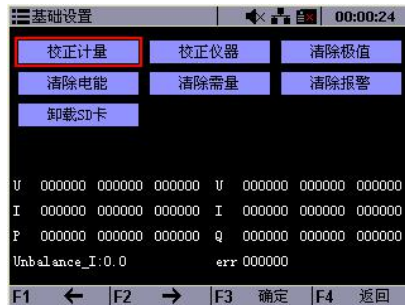 基础设置 00:00:24
校正计量 校正仪器 清除极值
清除电能 清除需量 清除报警
卸载SD卡
U 000000 000000 000000 U 000000 000000 000000
I 000000 000000 000000 I 000000 000000 000000
P 000000 000000 000000 Q 000000 000000 000000
Unbalance_I:0.0 err 000000
F1 ← F2 → F3 确定 F4 返回